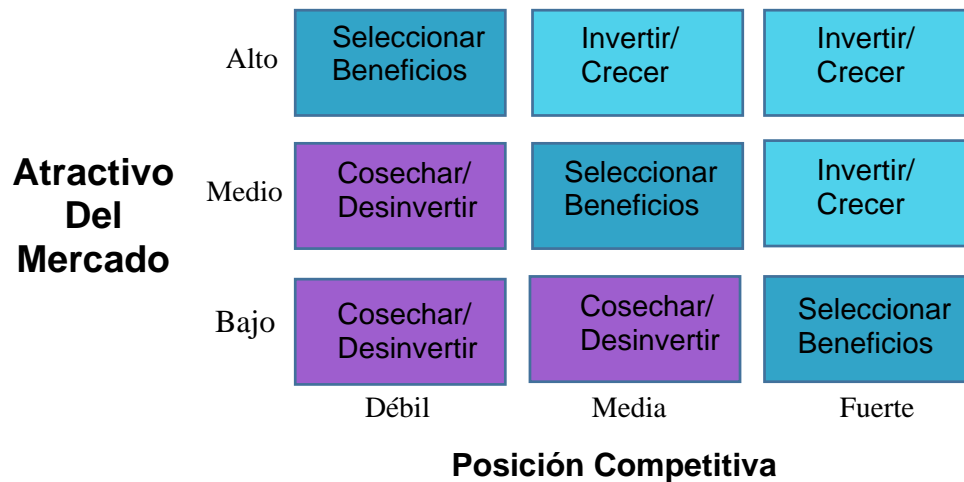 Alto
Seleccionar
Beneficios
Invertir/
Crecer
Invertir/
Crecer
Atractivo
Del
Mercado
Medio
Cosechar/
Desinvertir
Seleccionar
Beneficios
Invertir/
Crecer
Bajo
Cosechar/
Desinvertir
Cosechar/
Desinvertir
Seleccionar
Beneficios
Débil
Media
Fuerte
Posición Competitiva